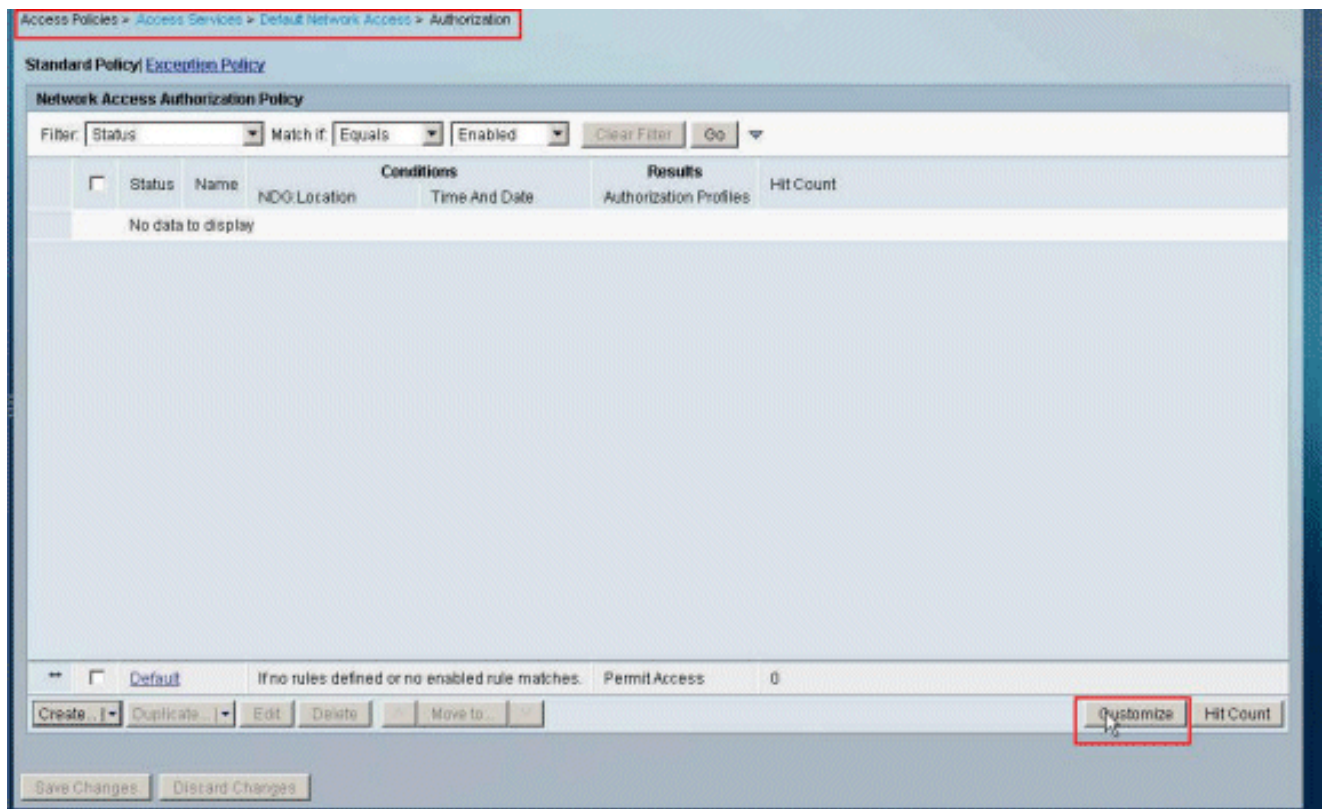 Access Policies > Access Services > Default Network Access > Authorization
Standard Policy| Exception Policy
Network Access Authorization Policy
Filter: Status Match if: Equals Enabled Clear Filter Go
Conditions Results
Status Name NDG:Location Time And Date Authorization Profiles Hit Count
No data to display
Default If no rules defined or no enabled rule matches. Permit Access 0
Create... Duplicate... Edit Delete Move to... Customize Hit Count
Save Changes Discard Changes